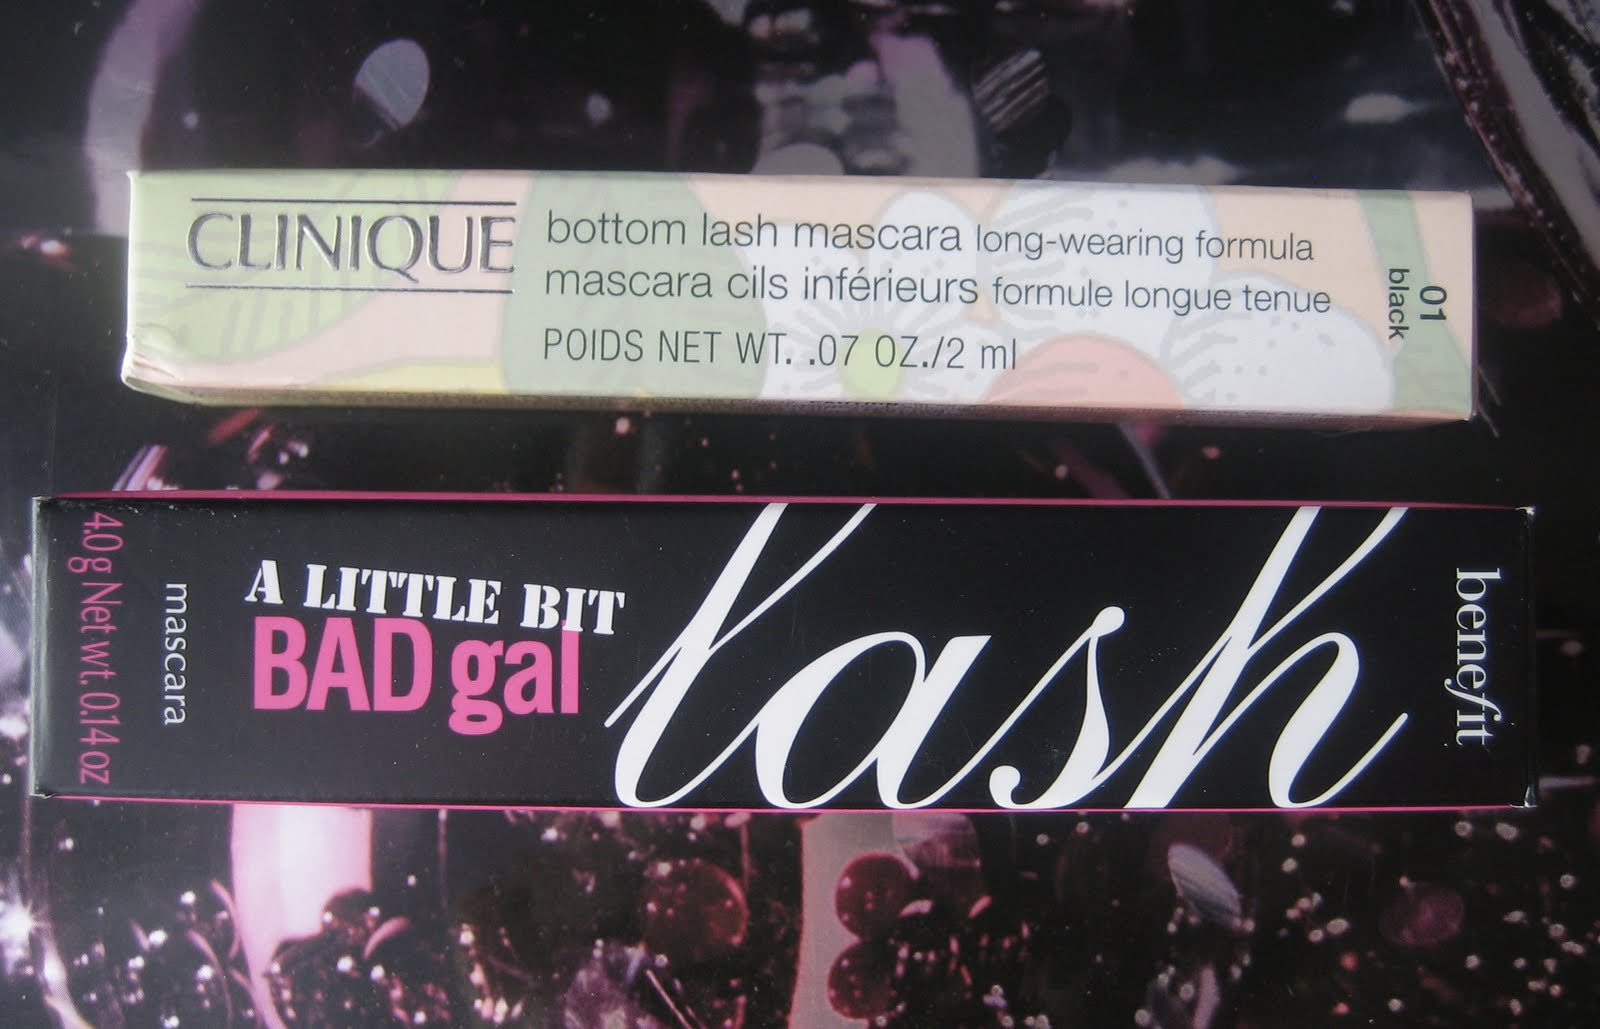 CLINIQUE
bottom lash mascara long-wearing formula
mascara cils inférieurs formule longue tenue
POIDS NET WT. .07 OZ./2 ml
01
black
4.0 g Net wt. 0.14 oz
mascara
A LITTLE BIT
BAD gal
lash
benefit